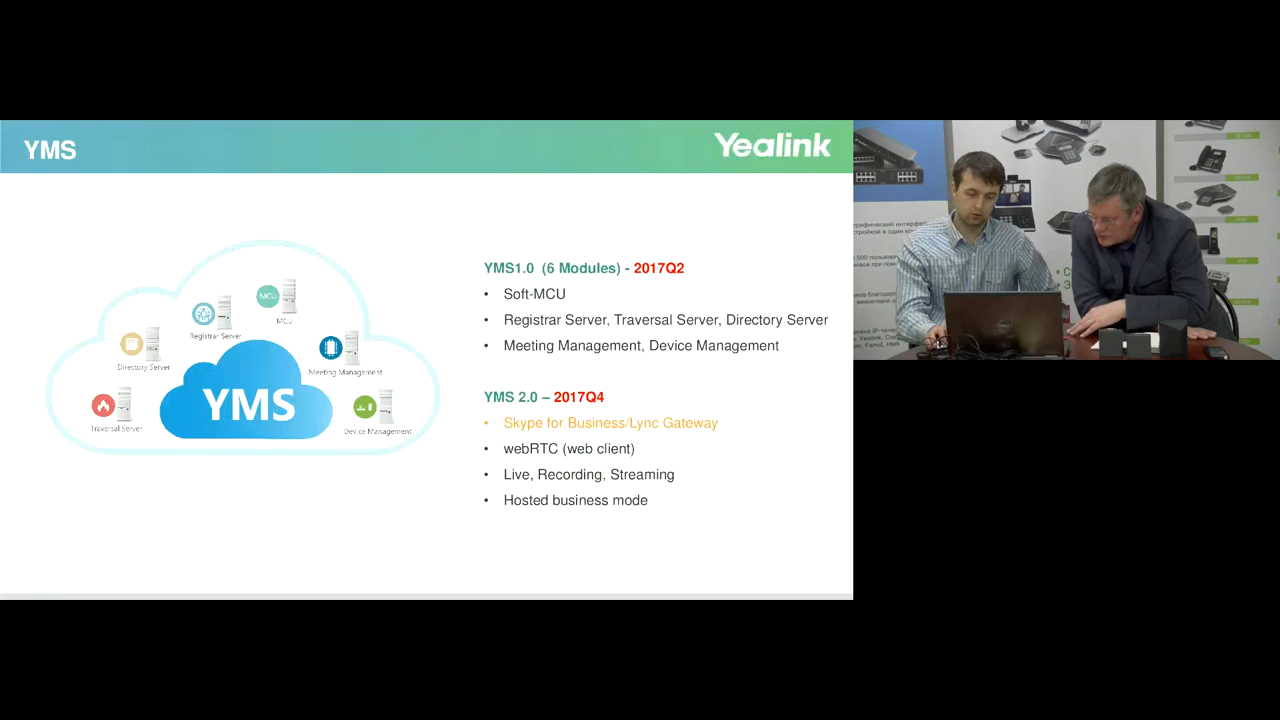 YMS
Yealink
MCU
MCU
Registrar Server
Directory Server
Meeting Management
YMS
Traversal Server
Device Management
YMS1.0 (6 Modules) - 2017Q2
• Soft-MCU
• Registrar Server, Traversal Server, Directory Server
• Meeting Management, Device Management
YMS 2.0 – 2017Q4
• Skype for Business/Lync Gateway
• webRTC (web client)
• Live, Recording, Streaming
• Hosted business mode